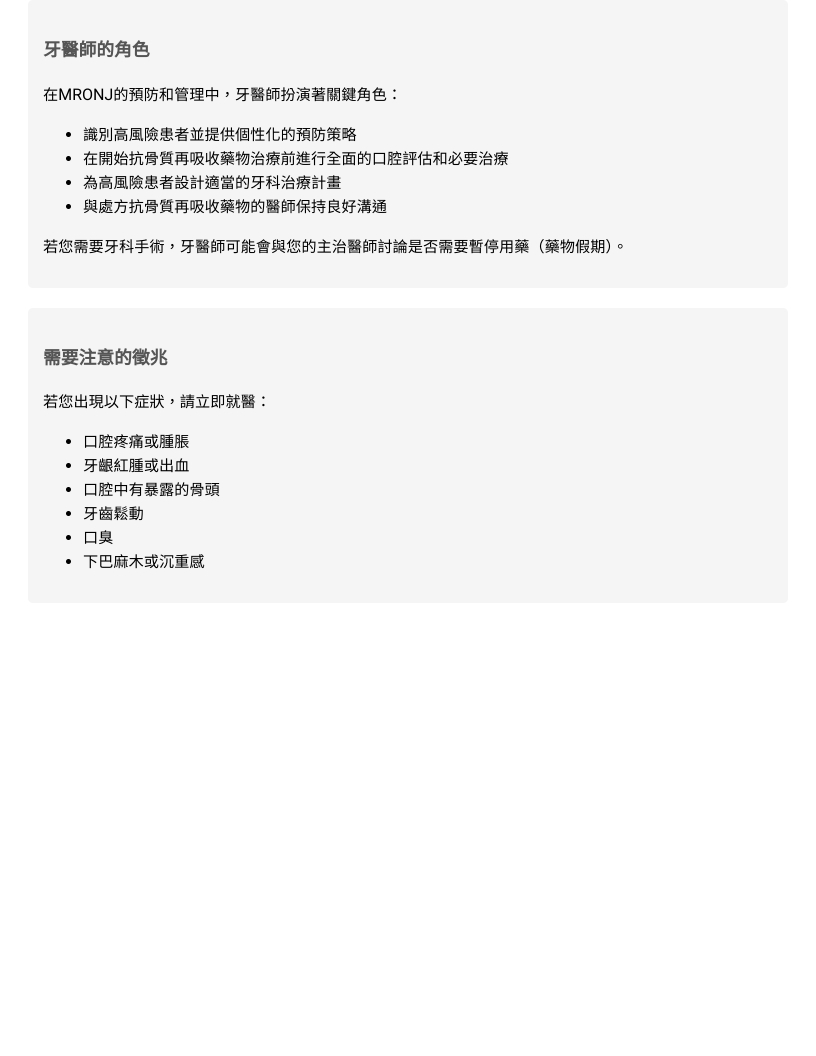 牙醫師的角色
在MRONJ的預防和管理中，牙醫師扮演著關鍵角色：
• 識別高風險患者並提供個性化的預防策略
• 在開始抗骨質再吸收藥物治療前進行全面的口腔評估和必要治療
• 為高風險患者設計適當的牙科治療計畫
• 與處方抗骨質再吸收藥物的醫師保持良好溝通
若您需要牙科手術，牙醫師可能會與您的主治醫師討論是否需要暫停用藥（藥物假期）。
需要注意的徵兆
若您出現以下症狀，請立即就醫：
• 口腔疼痛或腫脹
• 牙齦紅腫或出血
• 口腔中有暴露的骨頭
• 牙齒鬆動
• 口臭
• 下巴麻木或沉重感